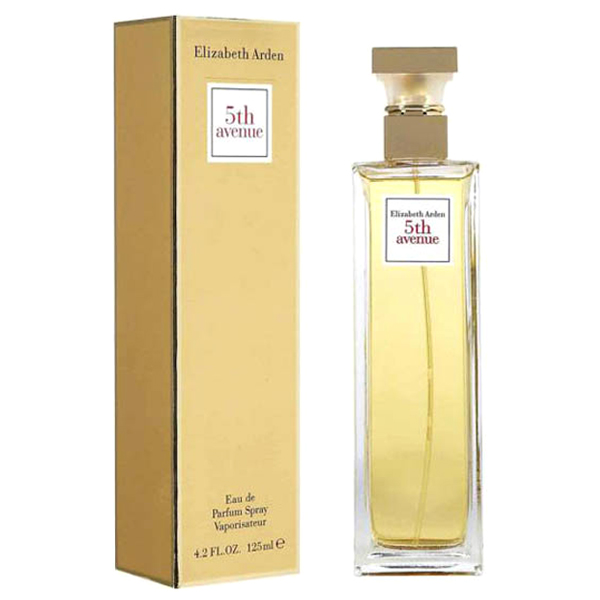 Elizabeth Arden
5th
avenue
Eau de
Parfum Spray
Vaporisateur
4.2 FL.OZ. 125ml ℮
Elizabeth Arden
5th
avenue